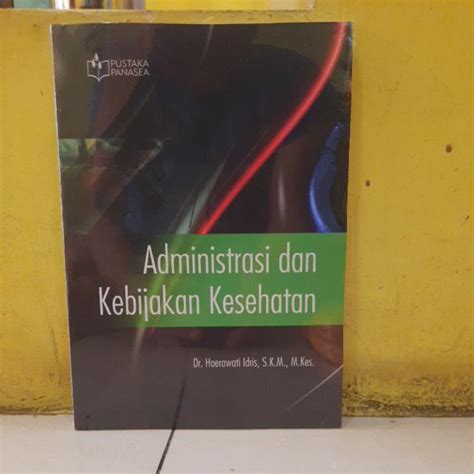 PUSTAKA
PANASEA
Administrasi dan
Kebijakan Kesehatan
Dr. Haerawati Idris, S.K.M., M.Kes.